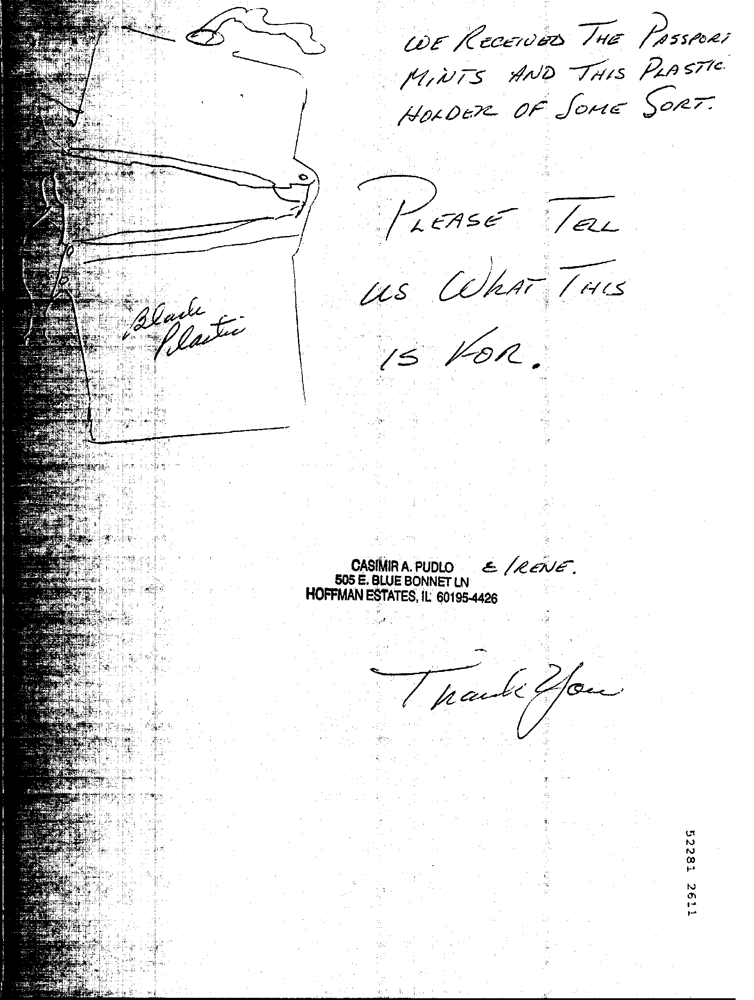 WE RECEIVED THE PASSPORT
MINTS AND THIS PLASTIC
HOLDER OF SOME SORT.
PLEASE TELL
US WHAT THIS
IS FOR.
Black
Plastic
CASIMIR A. PUDLO & IRENE.
505 E. BLUE BONNET LN
HOFFMAN ESTATES, IL 60195-4426
Thank You
52281 2611